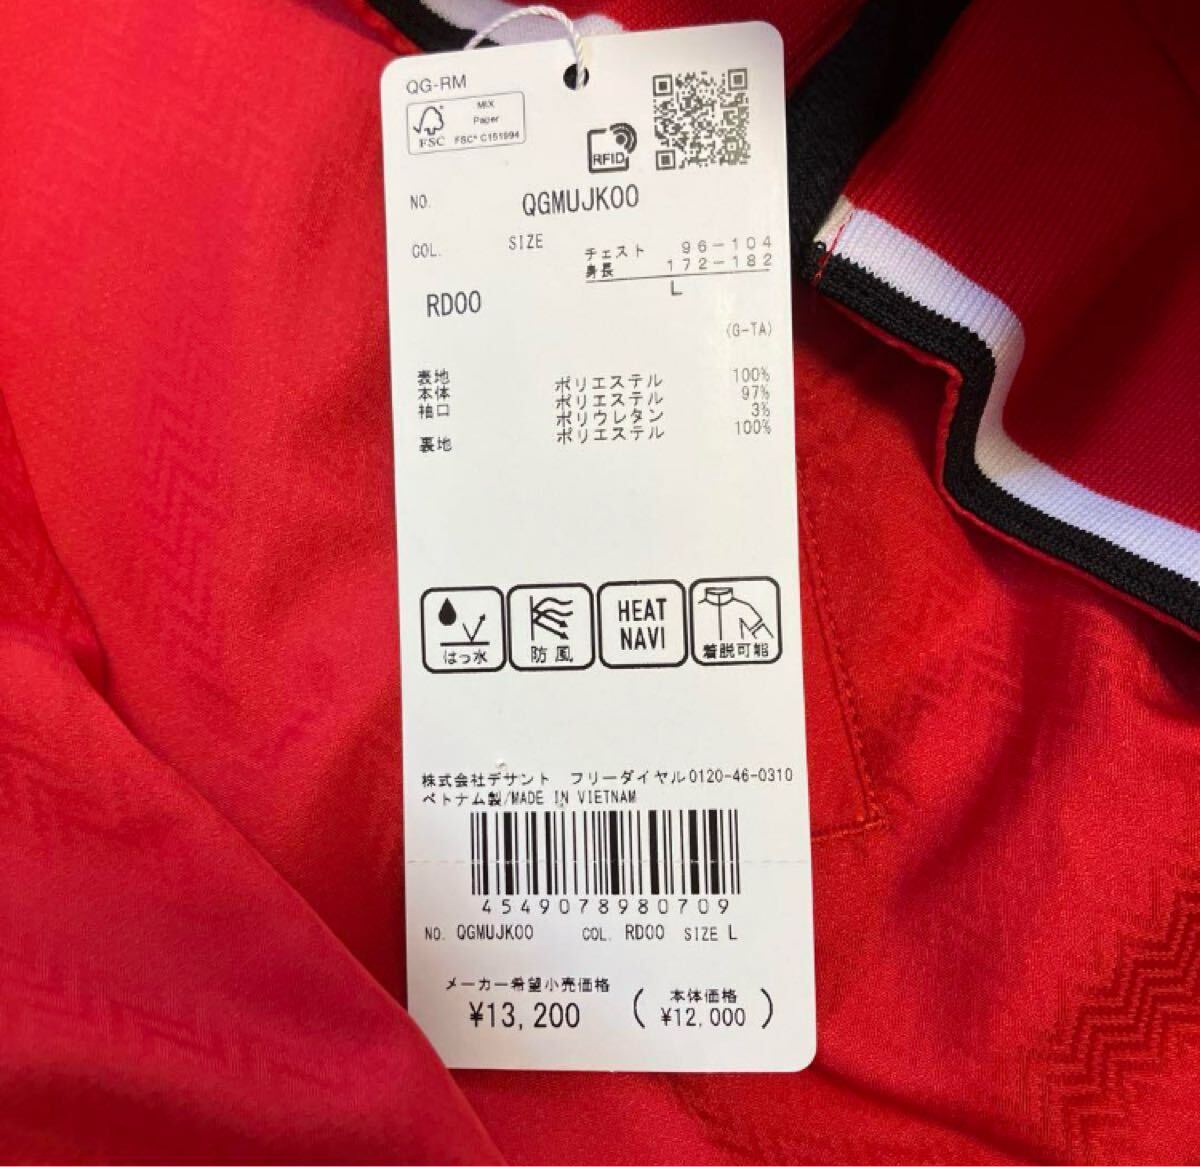 QG-RM
FSC
MIX
Paper
FSC® C151994
RFID
NO. QGMUJK00
COL. SIZE チェスト 96-104
身長 172-182
RD00 L
(G-TA)
表地 ポリエステル 100%
本体 ポリエステル 97%
袖口 ポリウレタン 3%
裏地 ポリエステル 100%
はっ水 防風 HEAT NAVI 着脱可能
株式会社デサント フリーダイヤル0120-46-0310
ベトナム製/MADE IN VIETNAM
4549078980709
NO. QGMUJK00 COL. RD00 SIZE L
メーカー希望小売価格
¥13,200 (本体価格 ¥12,000)